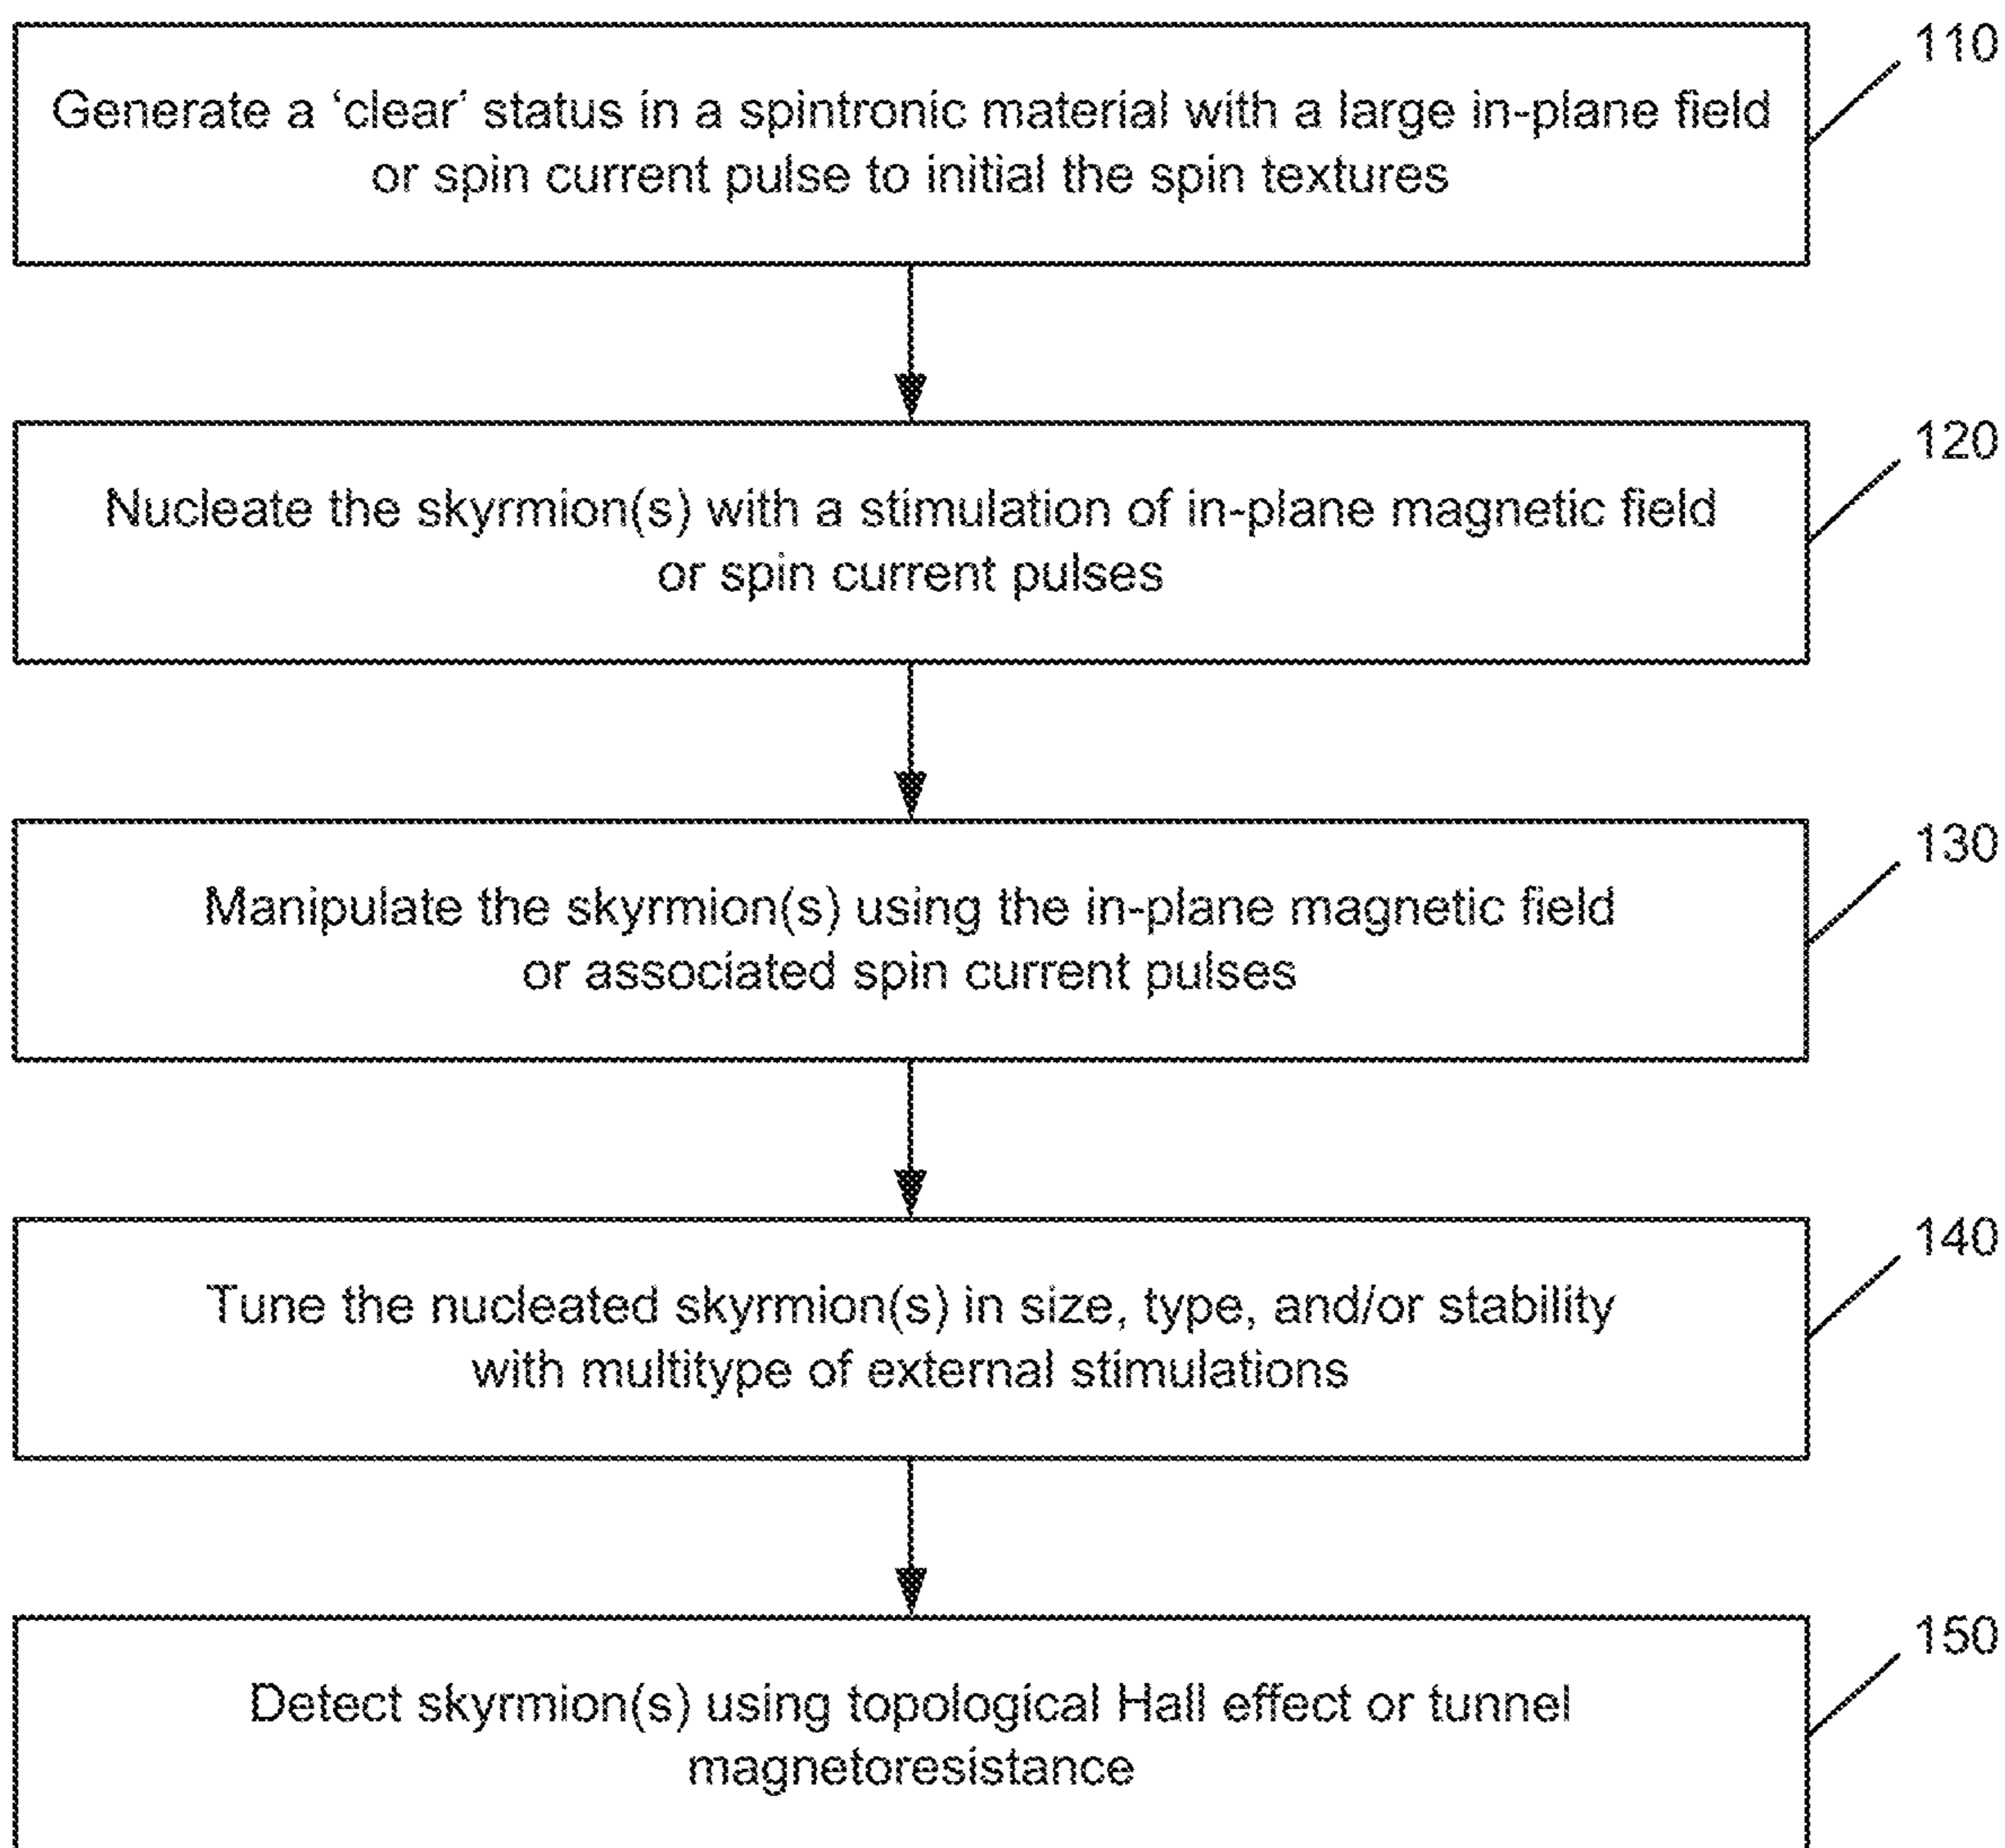 110
Generate a ‘clear’ status in a spintronic material with a large in-plane field
or spin current pulse to initial the spin textures
120
Nucleate the skyrmion(s) with a stimulation of in-plane magnetic field
or spin current pulses
130
Manipulate the skyrmion(s) using the in-plane magnetic field
or associated spin current pulses
140
Tune the nucleated skyrmion(s) in size, type, and/or stability
with multitype of external stimulations
150
Detect skyrmion(s) using topological Hall effect or tunnel
magnetoresistance